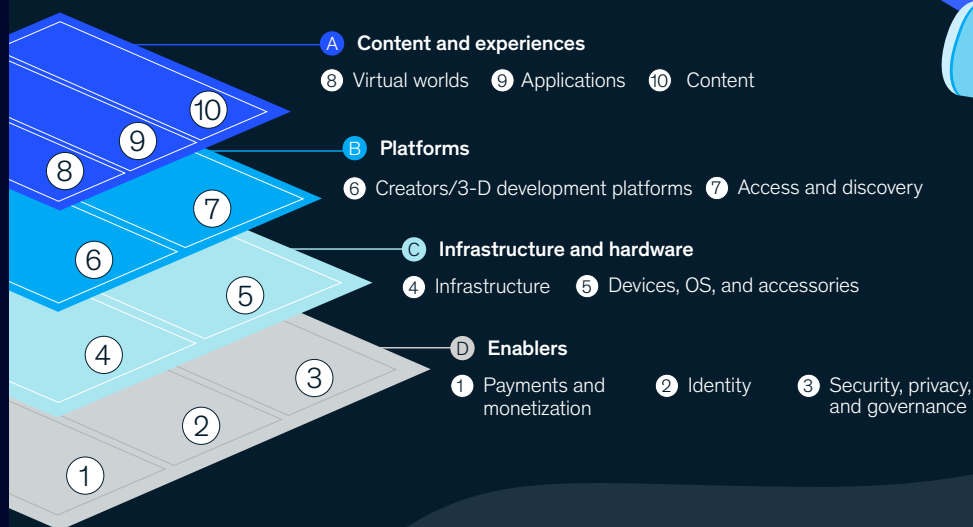 A Content and experiences
8 Virtual worlds 9 Applications 10 Content
10
9
8
B Platforms
6 Creators/3-D development platforms 7 Access and discovery
7
6
C Infrastructure and hardware
4 Infrastructure 5 Devices, OS, and accessories
5
4
D Enablers
1 Payments and monetization 2 Identity 3 Security, privacy, and governance
3
2
1